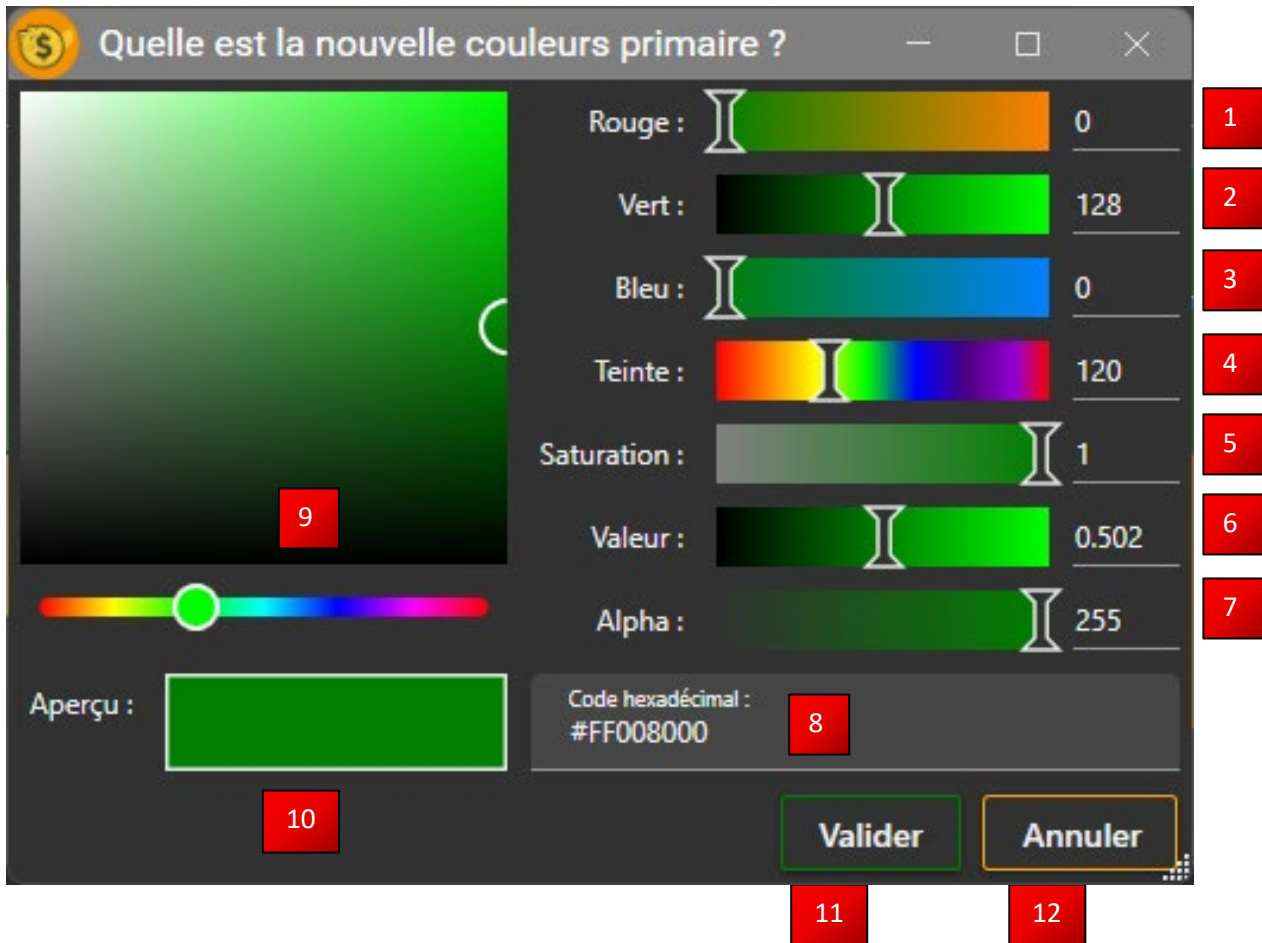 $
Quelle est la nouvelle couleurs primaire ?
Rouge : 0 1
Vert : 128 2
Bleu : 0 3
Teinte : 120 4
Saturation : 1 5
Valeur : 0.502 6
Alpha : 255 7
9
Aperçu :
Code hexadécimal :
#FF008000
8
10
Valider Annuler
11 12